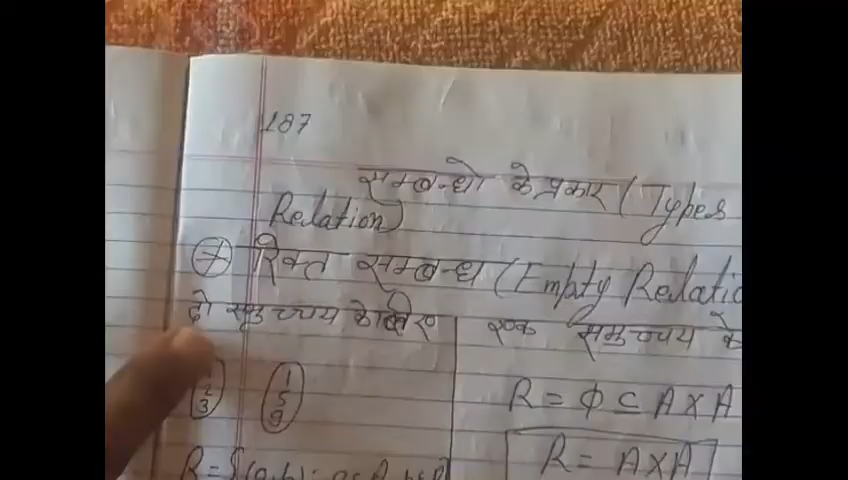 187
सम्बन्धो के प्रकार (Types
Relation)
रिक्त सम्बन्ध (Empty Relatio
दो समुच्चय के लिए
एक समुच्चय के
2
3
1
5
9
R = ϕ ⊆ A X A
R = A X A
R = {(a,b): a ∈ A, b ∈ B